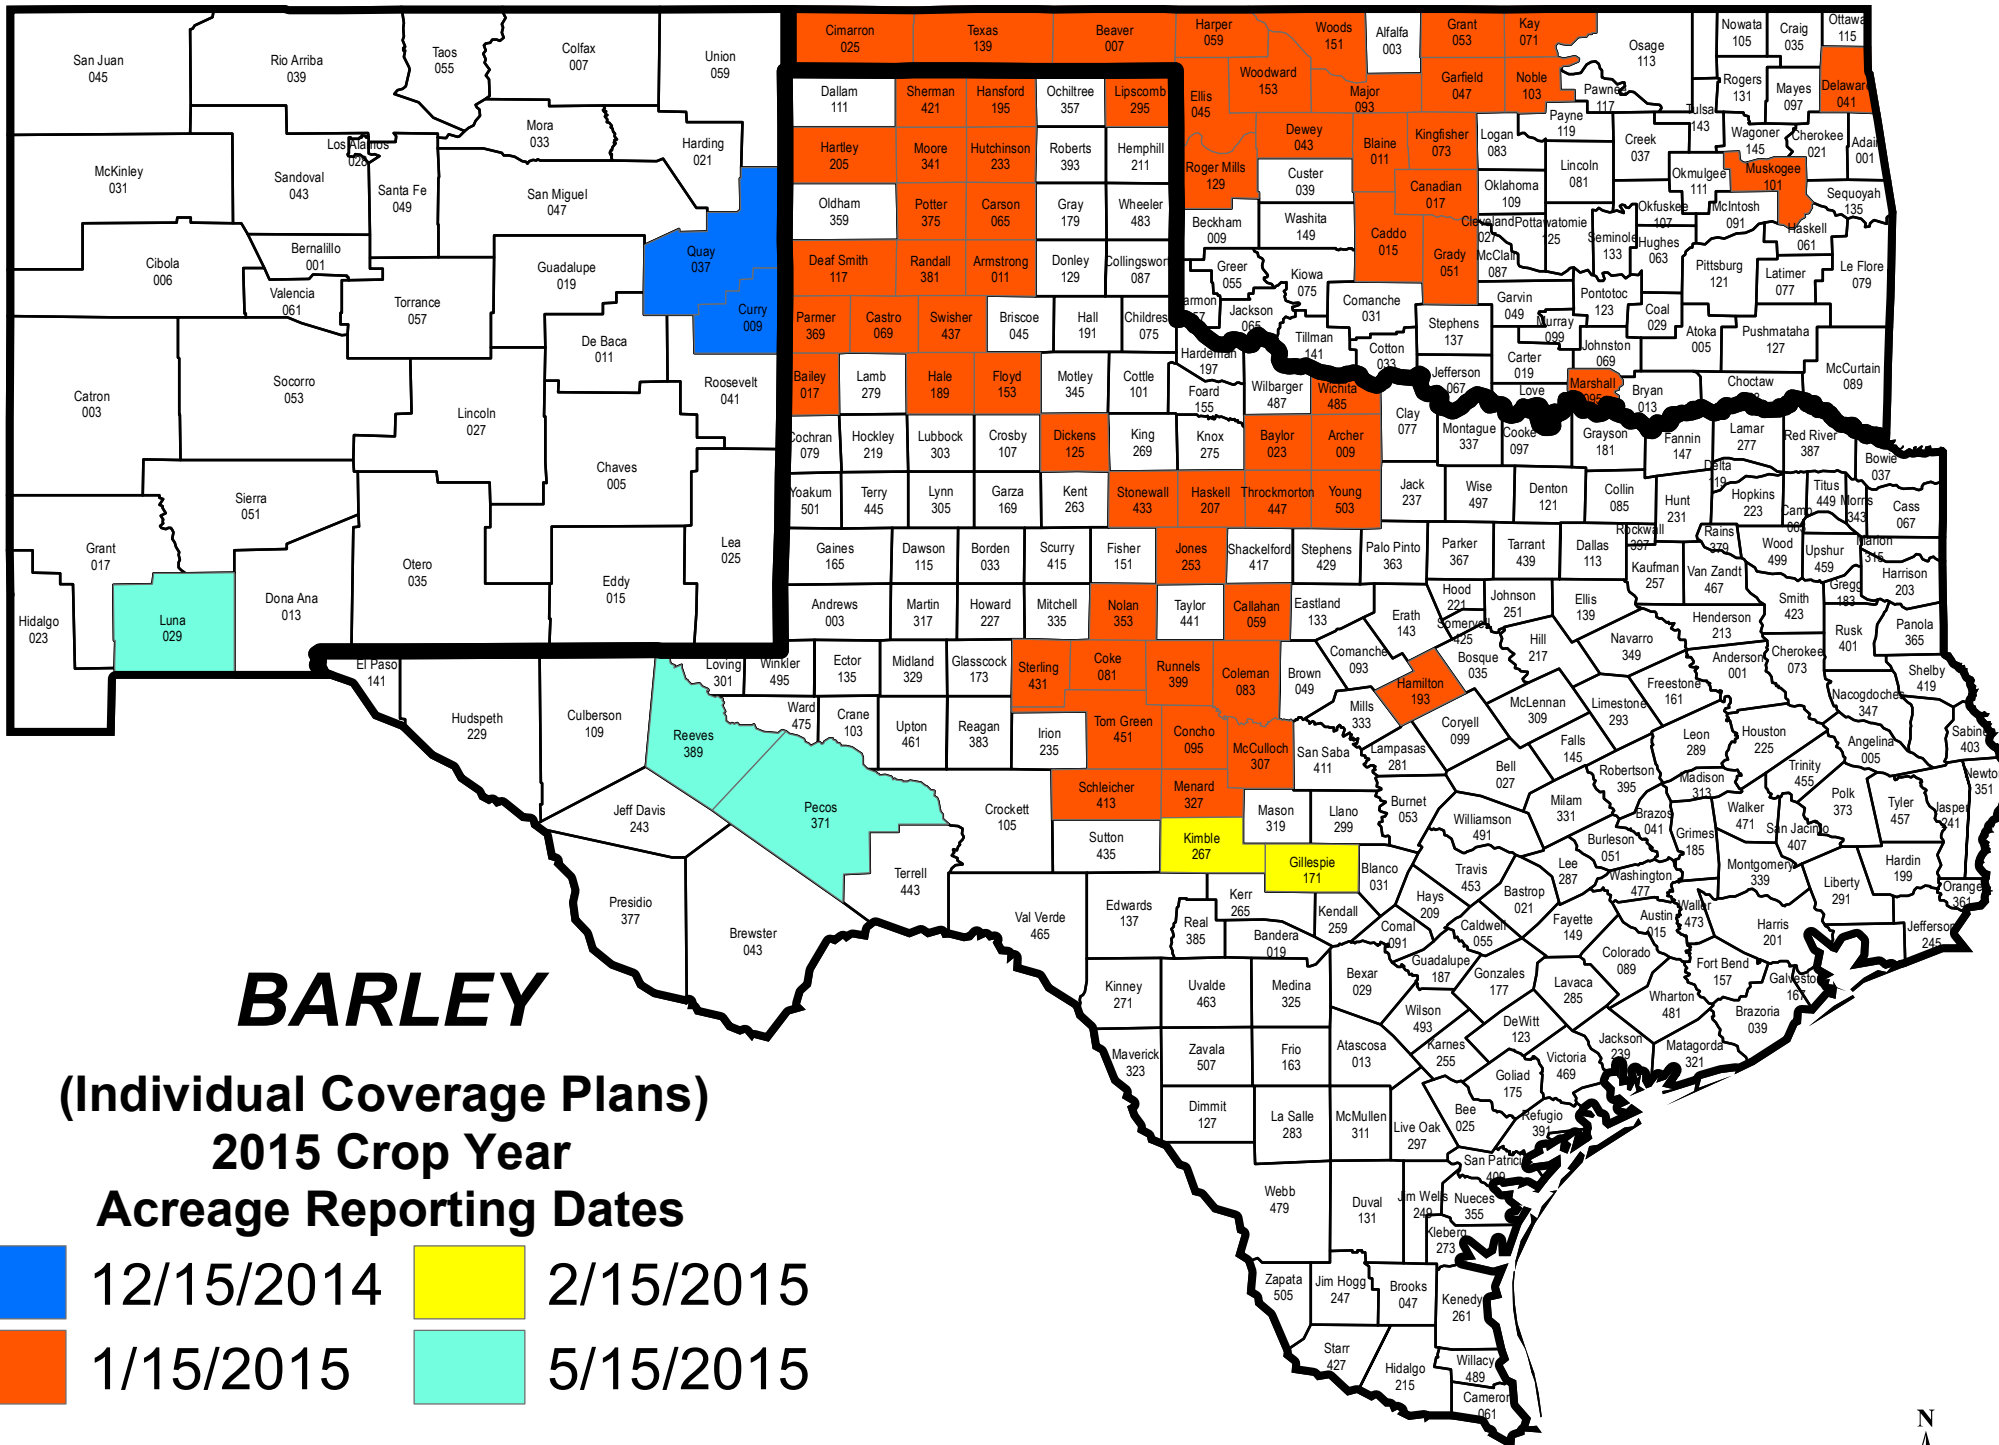 San Juan
045
Rio Arriba
039
Taos
055
Colfax
007
Union
059
Los Alamos
028
Mora
033
Harding
021
McKinley
031
Sandoval
043
Santa Fe
049
San Miguel
047
Quay
037
Curry
009
Cibola
006
Bernalillo
001
Valencia
061
Torrance
057
Guadalupe
019
De Baca
011
Roosevelt
041
Catron
003
Socorro
053
Lincoln
027
Chaves
005
Sierra
051
Grant
017
Hidalgo
023
Luna
029
Dona Ana
013
Otero
035
Eddy
015
Lea
025
Cimarron
025
Texas
139
Beaver
007
Harper
059
Woods
151
Alfalfa
003
Grant
053
Kay
071
Osage
113
Nowata
105
Craig
035
Ottawa
115
Ellis
045
Woodward
153
Major
093
Garfield
047
Noble
103
Pawnee
117
Rogers
131
Mayes
097
Delaware
041
Tulsa
143
Roger Mills
129
Dewey
043
Blaine
011
Kingfisher
073
Logan
083
Payne
119
Creek
037
Wagoner
145
Cherokee
021
Adair
001
Custer
039
Canadian
017
Oklahoma
109
Lincoln
081
Okmulgee
111
Muskogee
101
Okfuskee
107
McIntosh
091
Sequoyah
135
Beckham
009
Washita
149
Caddo
015
Grady
051
Cleveland
027
Pottawatomie
125
Seminole
133
Hughes
063
Haskell
061
McClain
087
Pittsburg
121
Latimer
077
Le Flore
079
Greer
055
Kiowa
075
Jackson
065
Comanche
031
Garvin
049
Pontotoc
123
Coal
029
Stephens
137
Murray
099
Tillman
141
Cotton
033
Carter
019
Johnston
069
Atoka
005
Pushmataha
127
McCurtain
089
Jefferson
067
Love
Marshall
095
Bryan
013
Choctaw
Dallam
111
Sherman
421
Hansford
195
Ochiltree
357
Lipscomb
295
Hartley
205
Moore
341
Hutchinson
233
Roberts
393
Hemphill
211
Oldham
359
Potter
375
Carson
065
Gray
179
Wheeler
483
Deaf Smith
117
Randall
381
Armstrong
011
Donley
129
Collingswor
087
Parmer
369
Castro
069
Swisher
437
Briscoe
045
Hall
191
Childres
075
Hardeman
197
Bailey
017
Lamb
279
Hale
189
Floyd
153
Motley
345
Cottle
101
Foard
155
Wilbarger
487
Wichita
485
Cochran
079
Hockley
219
Lubbock
303
Crosby
107
Dickens
125
King
269
Knox
275
Baylor
023
Archer
009
Clay
077
Montague
337
Cooke
097
Grayson
181
Fannin
147
Lamar
277
Red River
387
Bowie
037
Yoakum
501
Terry
445
Lynn
305
Garza
169
Kent
263
Stonewall
433
Haskell
207
Throckmorton
447
Young
503
Jack
237
Wise
497
Denton
121
Collin
085
Hunt
231
Delta
119
Hopkins
223
Titus
449
Camp
063
Morris
343
Cass
067
Gaines
165
Dawson
115
Borden
033
Scurry
415
Fisher
151
Jones
253
Shackelford
417
Stephens
429
Palo Pinto
363
Parker
367
Tarrant
439
Dallas
113
Rockwall
397
Kaufman
257
Rains
379
Van Zandt
467
Wood
499
Upshur
459
Marion
315
Gregg
183
Harrison
203
Andrews
003
Martin
317
Howard
227
Mitchell
335
Nolan
353
Taylor
441
Callahan
059
Eastland
133
Erath
143
Hood
221
Somervell
425
Johnson
251
Ellis
139
Henderson
213
Smith
423
Rusk
401
Panola
365
El Paso
141
Hudspeth
229
Culberson
109
Loving
301
Winkler
495
Ector
135
Midland
329
Glasscock
173
Sterling
431
Coke
081
Runnels
399
Coleman
083
Brown
049
Comanche
093
Hamilton
193
Bosque
035
Hill
217
Navarro
349
Anderson
001
Cherokee
073
Shelby
419
Nacogdoches
347
Reeves
389
Ward
475
Crane
103
Upton
461
Reagan
383
Irion
235
Tom Green
451
Concho
095
McCulloch
307
San Saba
411
Mills
333
Lampasas
281
Coryell
099
McLennan
309
Limestone
293
Freestone
161
Leon
289
Houston
225
Angelina
005
Sabine
403
Jeff Davis
243
Pecos
371
Crockett
105
Schleicher
413
Menard
327
Mason
319
Llano
299
Burnet
053
Bell
027
Falls
145
Robertson
395
Madison
313
Trinity
455
Polk
373
Tyler
457
Jasper
241
Newto
351
Sutton
435
Kimble
267
Gillespie
171
Blanco
031
Williamson
491
Milam
331
Brazos
041
Burleson
051
Grimes
185
Walker
471
San Jacinto
407
Hardin
199
Terrell
443
Presidio
377
Brewster
043
Val Verde
465
Edwards
137
Kerr
265
Real
385
Kendall
259
Bandera
019
Hays
209
Travis
453
Comal
091
Caldwell
055
Bastrop
021
Lee
287
Washington
477
Montgomery
339
Liberty
291
Orange
361
Fayette
149
Austin
015
Waller
473
Harris
201
Jefferson
245
Kinney
271
Uvalde
463
Medina
325
Bexar
029
Guadalupe
187
Gonzales
177
Lavaca
285
Colorado
089
Fort Bend
157
Galveston
167
Wharton
481
Brazoria
039
Maverick
323
Zavala
507
Frio
163
Atascosa
013
Wilson
493
Karnes
255
DeWitt
123
Victoria
469
Jackson
239
Matagorda
321
Goliad
175
Dimmit
127
La Salle
283
McMullen
311
Live Oak
297
Bee
025
Refugio
391
San Patrici
409
Webb
479
Duval
131
Jim Wells
249
Nueces
355
Kleberg
273
Zapata
505
Jim Hogg
247
Brooks
047
Kenedy
261
Starr
427
Hidalgo
215
Willacy
489
Cameron
061
BARLEY
(Individual Coverage Plans)
2015 Crop Year
Acreage Reporting Dates
12/15/2014
2/15/2015
1/15/2015
5/15/2015
N